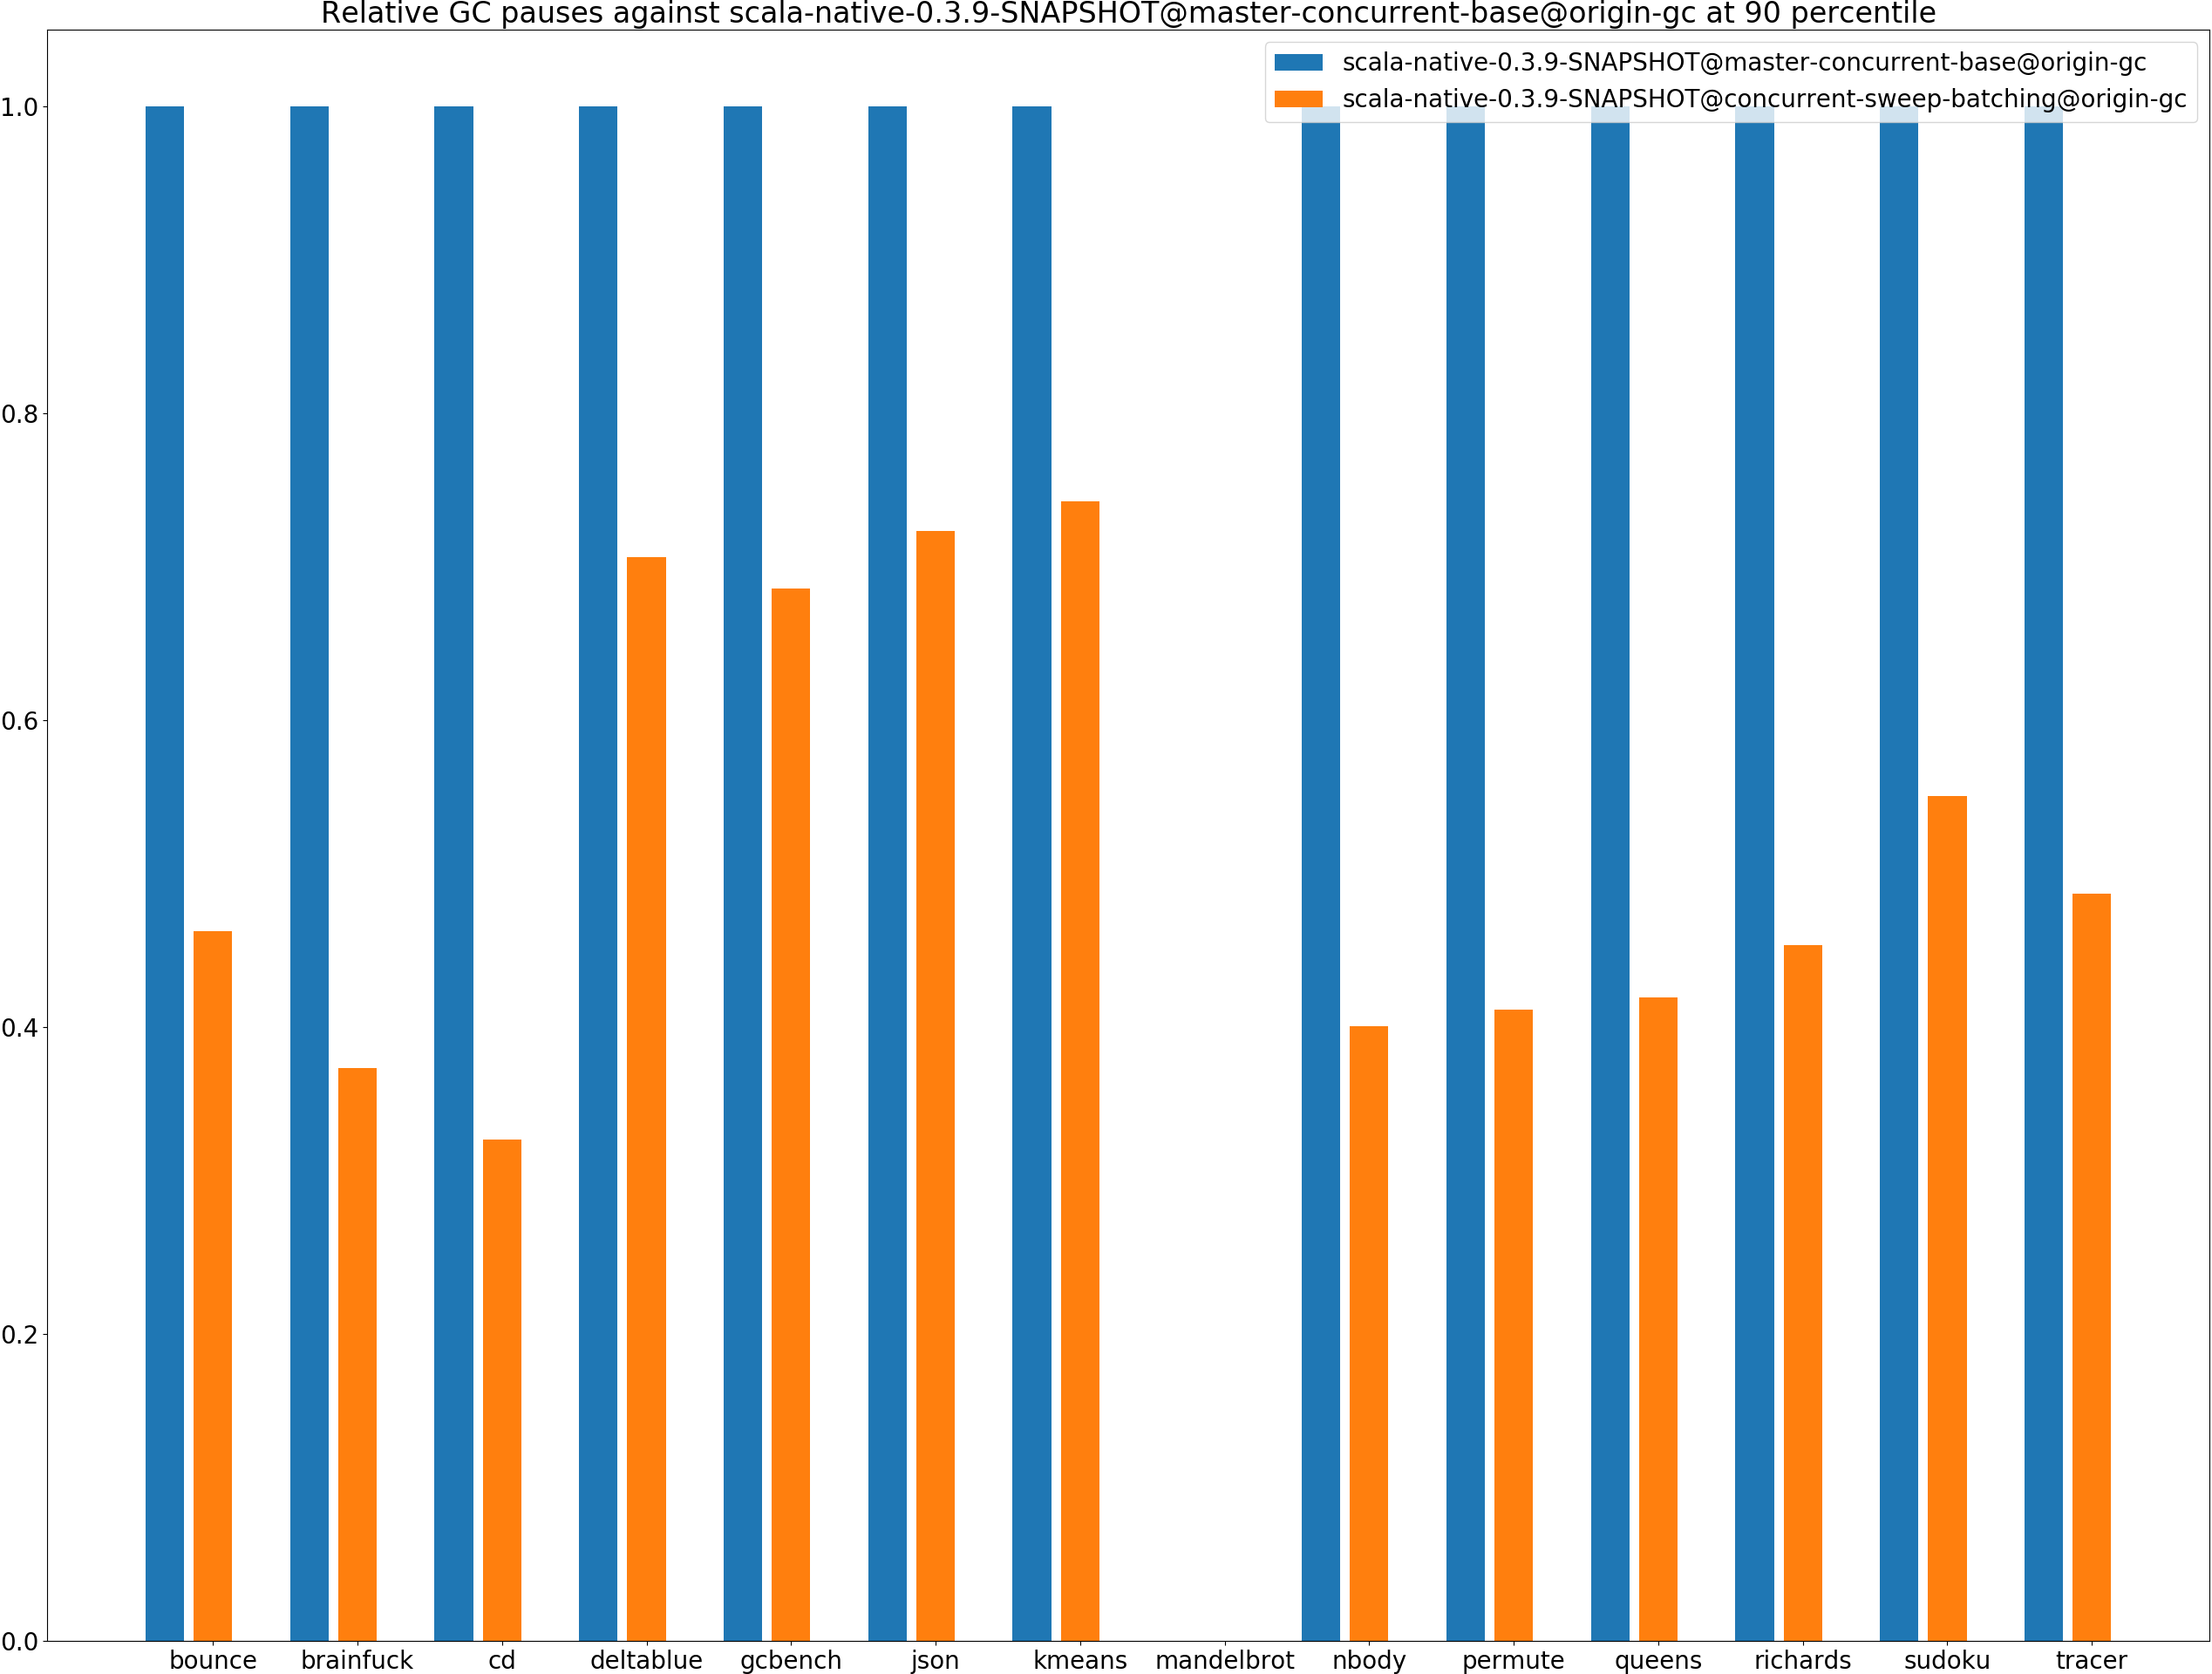 Relative GC pauses against scala-native-0.3.9-SNAPSHOT@master-concurrent-base@origin-gc at 90 percentile
scala-native-0.3.9-SNAPSHOT@master-concurrent-base@origin-gc
scala-native-0.3.9-SNAPSHOT@concurrent-sweep-batching@origin-gc
1.0
0.8
0.6
0.4
0.2
0.0
bounce brainfuck cd deltablue gcbench json kmeans mandelbrot nbody permute queens richards sudoku tracer